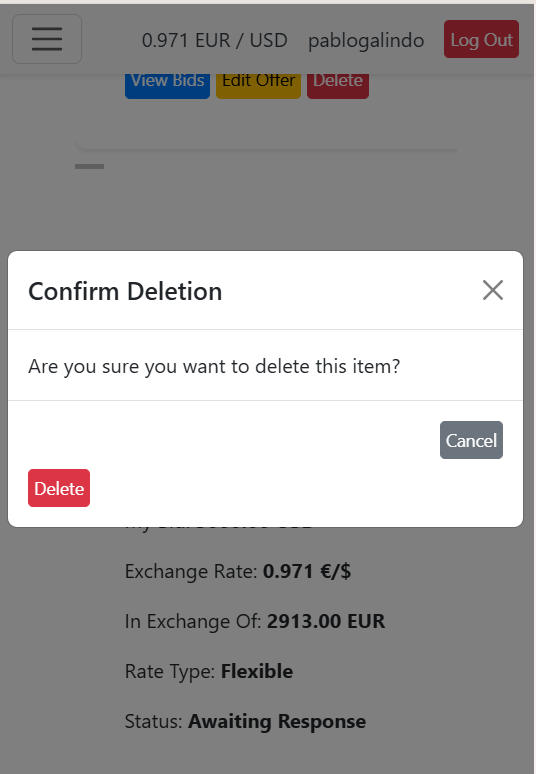 0.971 EUR / USD pablogalindo Log Out
View Bids Edit Offer Delete
Confirm Deletion
Are you sure you want to delete this item?
Cancel
Delete
Exchange Rate: 0.971 €/$
In Exchange Of: 2913.00 EUR
Rate Type: Flexible
Status: Awaiting Response